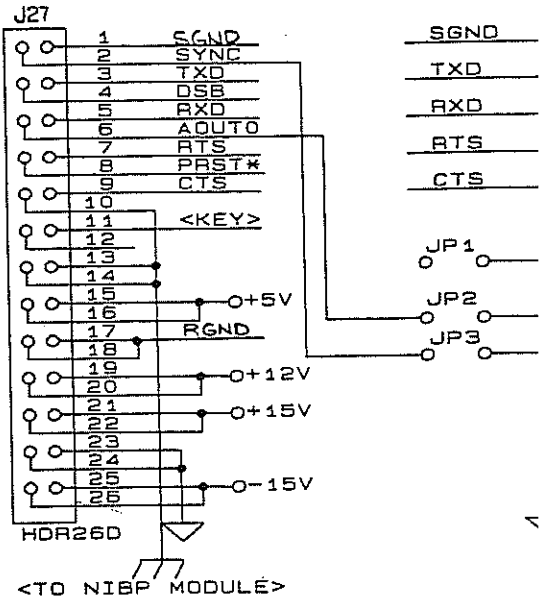 J27
1 SGND
2 SYNC
3 TXD
4 DSB
5 RXD
6 AOUT0
7 RTS
8 PRST*
9 CTS
10
11 <KEY>
12
13
14
15 +5V
16
17 RGND
18
19 +12V
20
21 +15V
22
23
24
25 -15V
26
HDR26D
<TO NIBP MODULE>
SGND
TXD
RXD
RTS
CTS
JP1
JP2
JP3